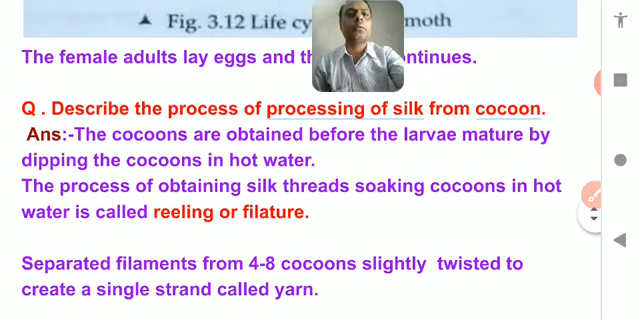 ▲ Fig. 3.12 Life cy moth
The female adults lay eggs and th ntinues.
Q . Describe the process of processing of silk from cocoon.
Ans:-The cocoons are obtained before the larvae mature by
dipping the cocoons in hot water.
The process of obtaining silk threads soaking cocoons in hot
water is called reeling or filature.
Separated filaments from 4-8 cocoons slightly twisted to
create a single strand called yarn.